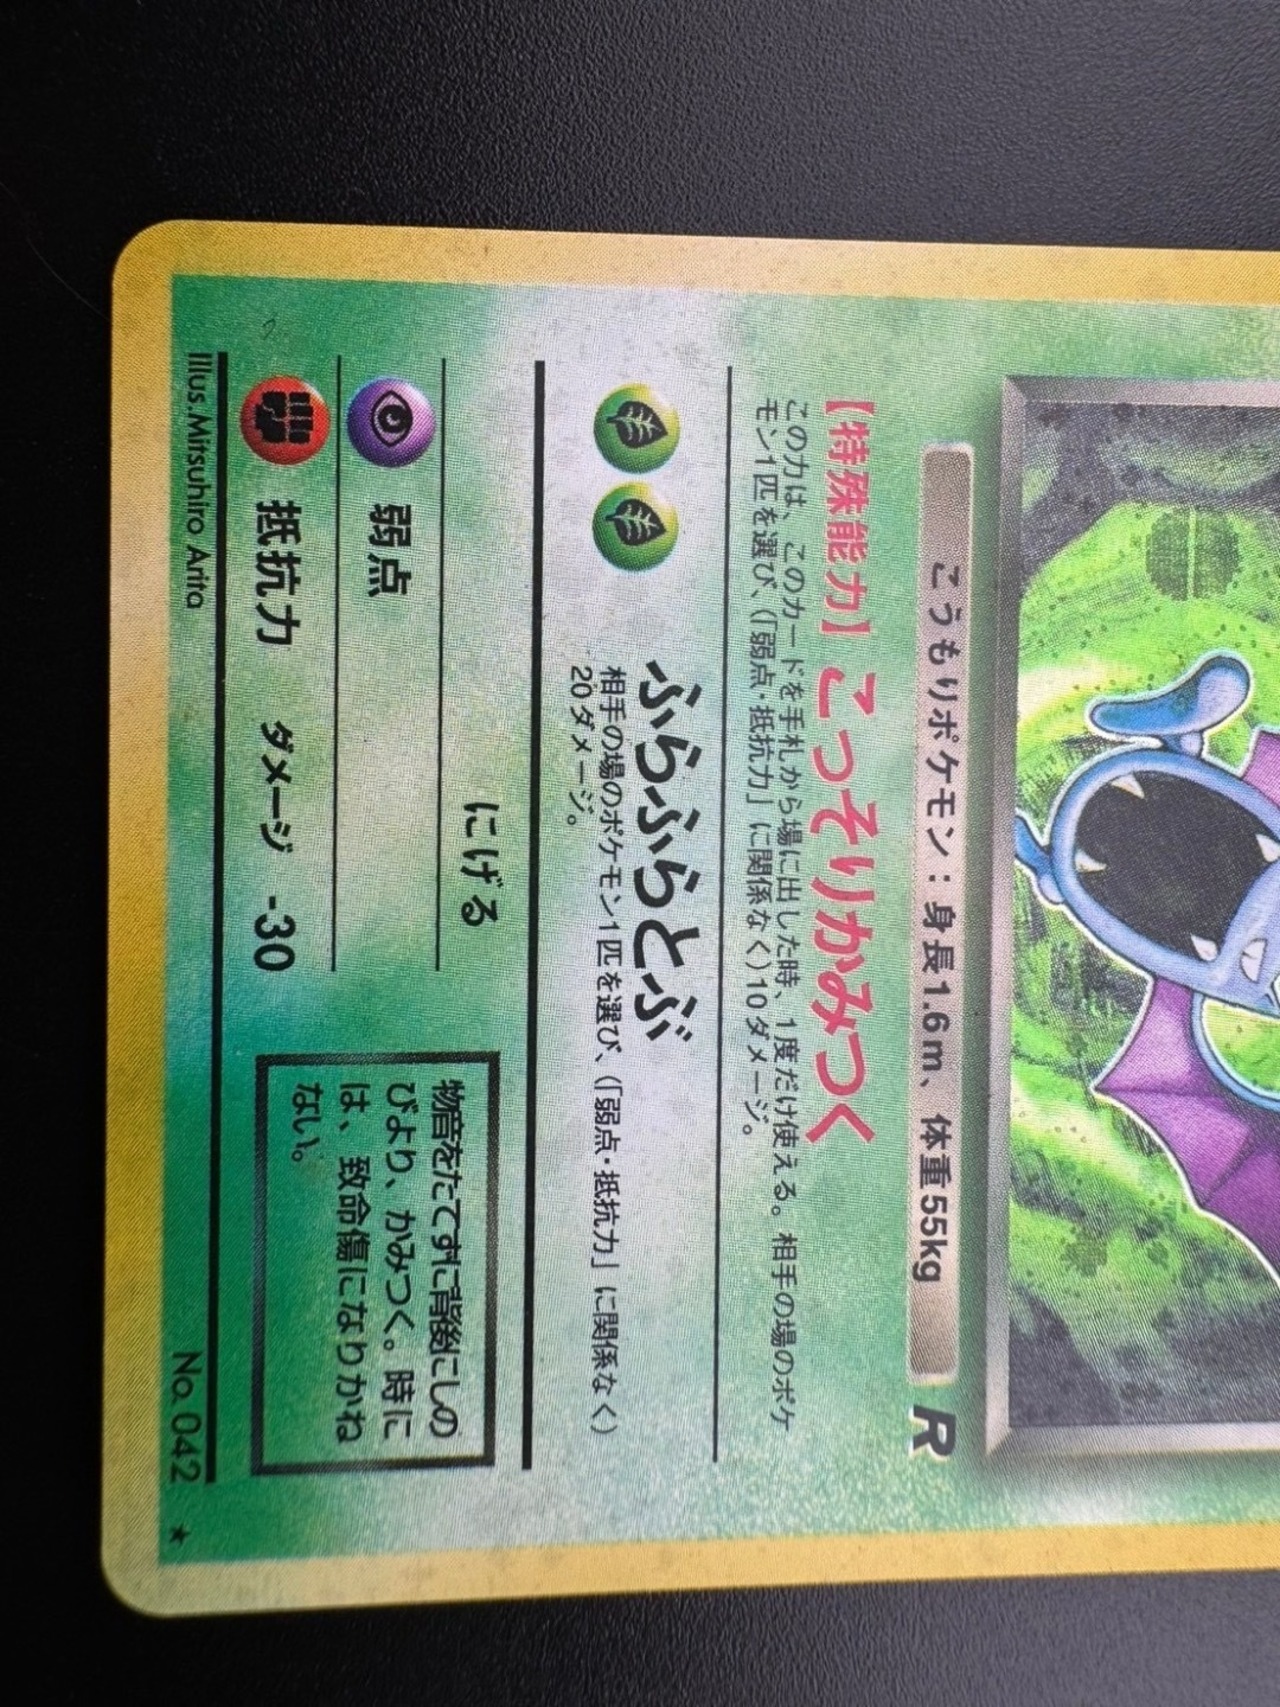 こうもりポケモン：身長1.6m、体重55kg
R
【特殊能力】こっそりかみつく
この力は、このカードを手札から場に出した時、1度だけ使える。相手の場のポケ
モン1匹を選び、（「弱点・抵抗力」に関係なく）10ダメージ。
ふらふらとぶ
相手の場のポケモン1匹を選び、（「弱点・抵抗力」に関係なく）
20ダメージ。
にげる
弱点
抵抗力 ダメージ -30
物音をたてずに背後にしの
びより、かみつく。時に
は、致命傷になりかね
ない。
Illus.Mitsuhiro Arita
No. 042 ★